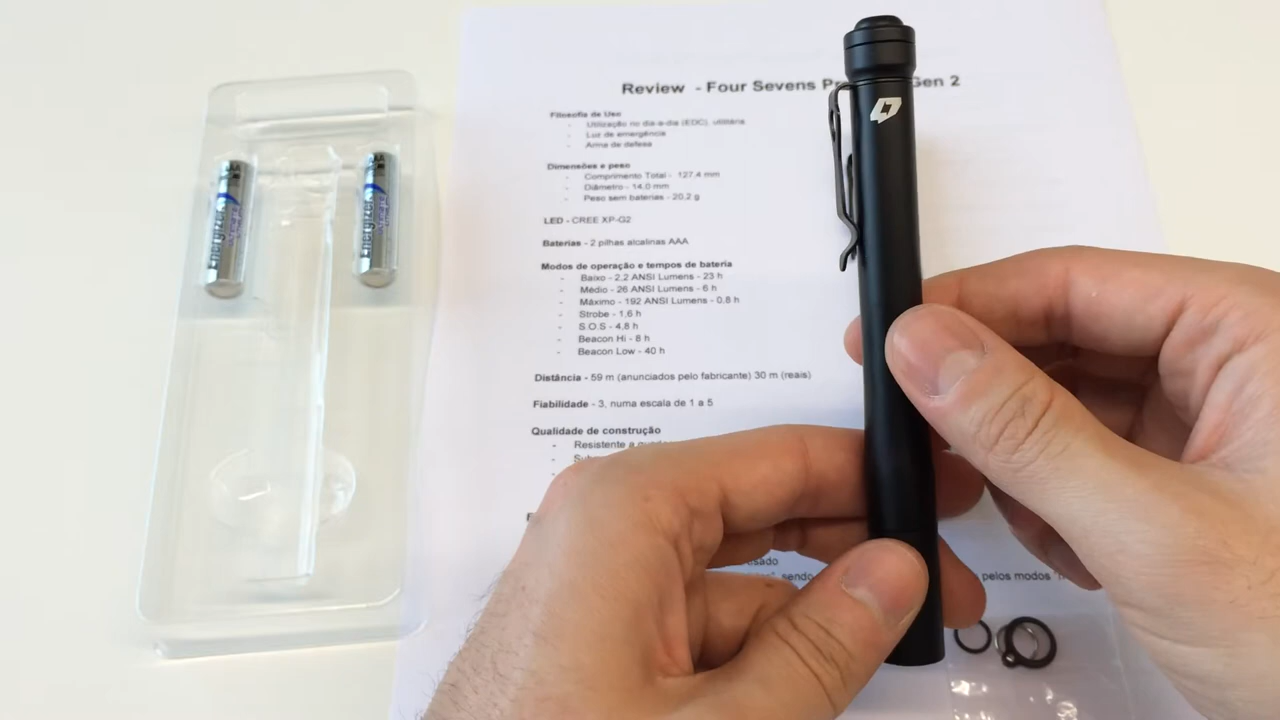 Review - Four Sevens Pr Gen 2
Filosofia de Uso
- Utilização no dia-a-dia (EDC), utilitária
- Luz de emergência
- Arma de defesa
Dimensões e peso
- Comprimento Total - 127,4 mm
- Diâmetro - 14,0 mm
- Peso sem baterias - 20,2 g
LED - CREE XP-G2
Baterias - 2 pilhas alcalinas AAA
Modos de operação e tempos de bateria
- Baixo - 2,2 ANSI Lumens - 23 h
- Médio - 26 ANSI Lumens - 6 h
- Máximo - 192 ANSI Lumens - 0,8 h
- Strobe - 1,6 h
- S.O.S - 4,8 h
- Beacon Hi - 8 h
- Beacon Low - 40 h
Distância - 59 m (anunciados pelo fabricante) 30 m (reais)
Fiabilidade - 3, numa escala de 1 a 5
Qualidade de construção
- Resistente a
-
sendo pelos modos
Energizer
Energizer